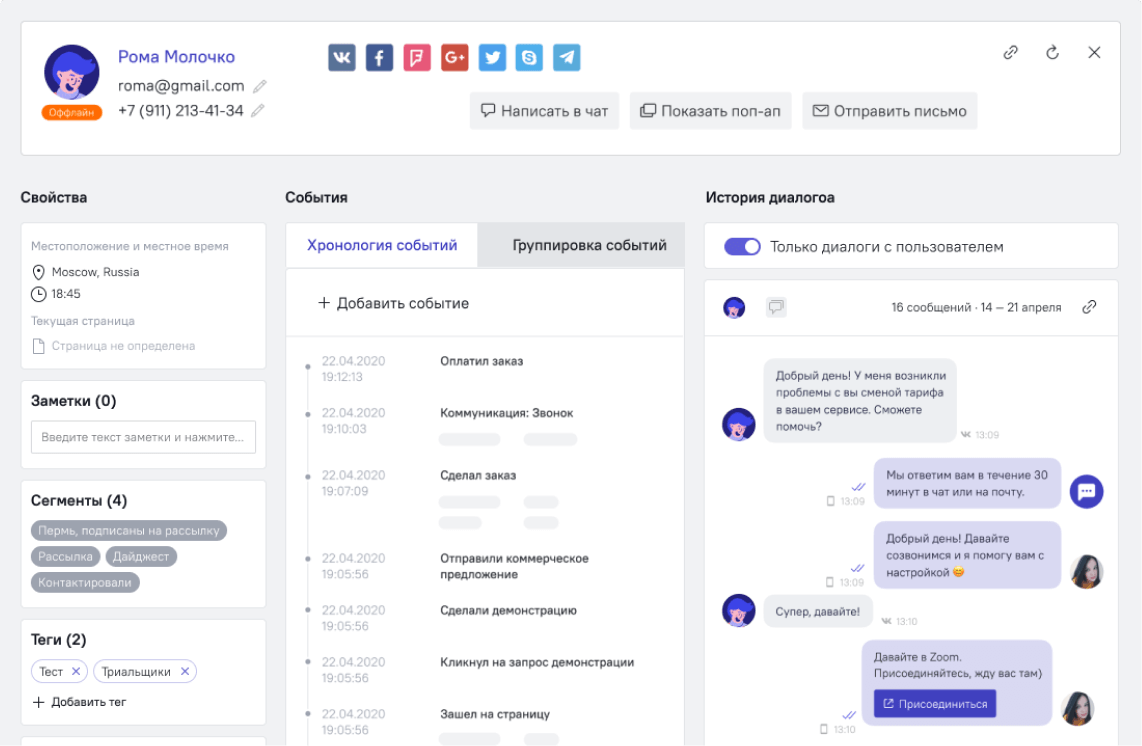 Рома Молочко
roma@gmail.com
Оффлайн
+7 (911) 213-41-34
G+
Написать в чат
Показать поп-ап
Отправить письмо
Свойства
Местоположение и местное время
Moscow, Russia
18:45
Текущая страница
Страница не определена
Заметки (0)
Введите текст заметки и нажмите...
Сегменты (4)
Пермь, подписаны на рассылку
Рассылка
Дайджест
Контактировали
Теги (2)
Тест
Триальщики
Добавить тег
События
Хронология событий
Группировка событий
Добавить событие
22.04.2020 Оплатил заказ
19:12:13
22.04.2020 Коммуникация: Звонок
19:10:03
22.04.2020 Сделал заказ
19:07:09
22.04.2020 Отправили коммерческое
19:05:56 предложение
22.04.2020 Сделали демонстрацию
19:05:56
22.04.2020 Кликнул на запрос демонстрации
19:05:56
22.04.2020 Зашел на страницу
19:05:56
История диалогоа
Только диалоги с пользователем
16 сообщений · 14 – 21 апреля
Добрый день! У меня возникли
проблемы с вы сменой тарифа
в вашем сервисе. Сможете
помочь?
13:09
Мы ответим вам в течение 30
минут в чат или на почту.
13:09
Добрый день! Давайте
созвонимся и я помогу вам с
настройкой 😄
13:09
Супер, давайте!
13:10
Давайте в Zoom.
Присоединяйтесь, жду вас там)
Присоединиться
13:10